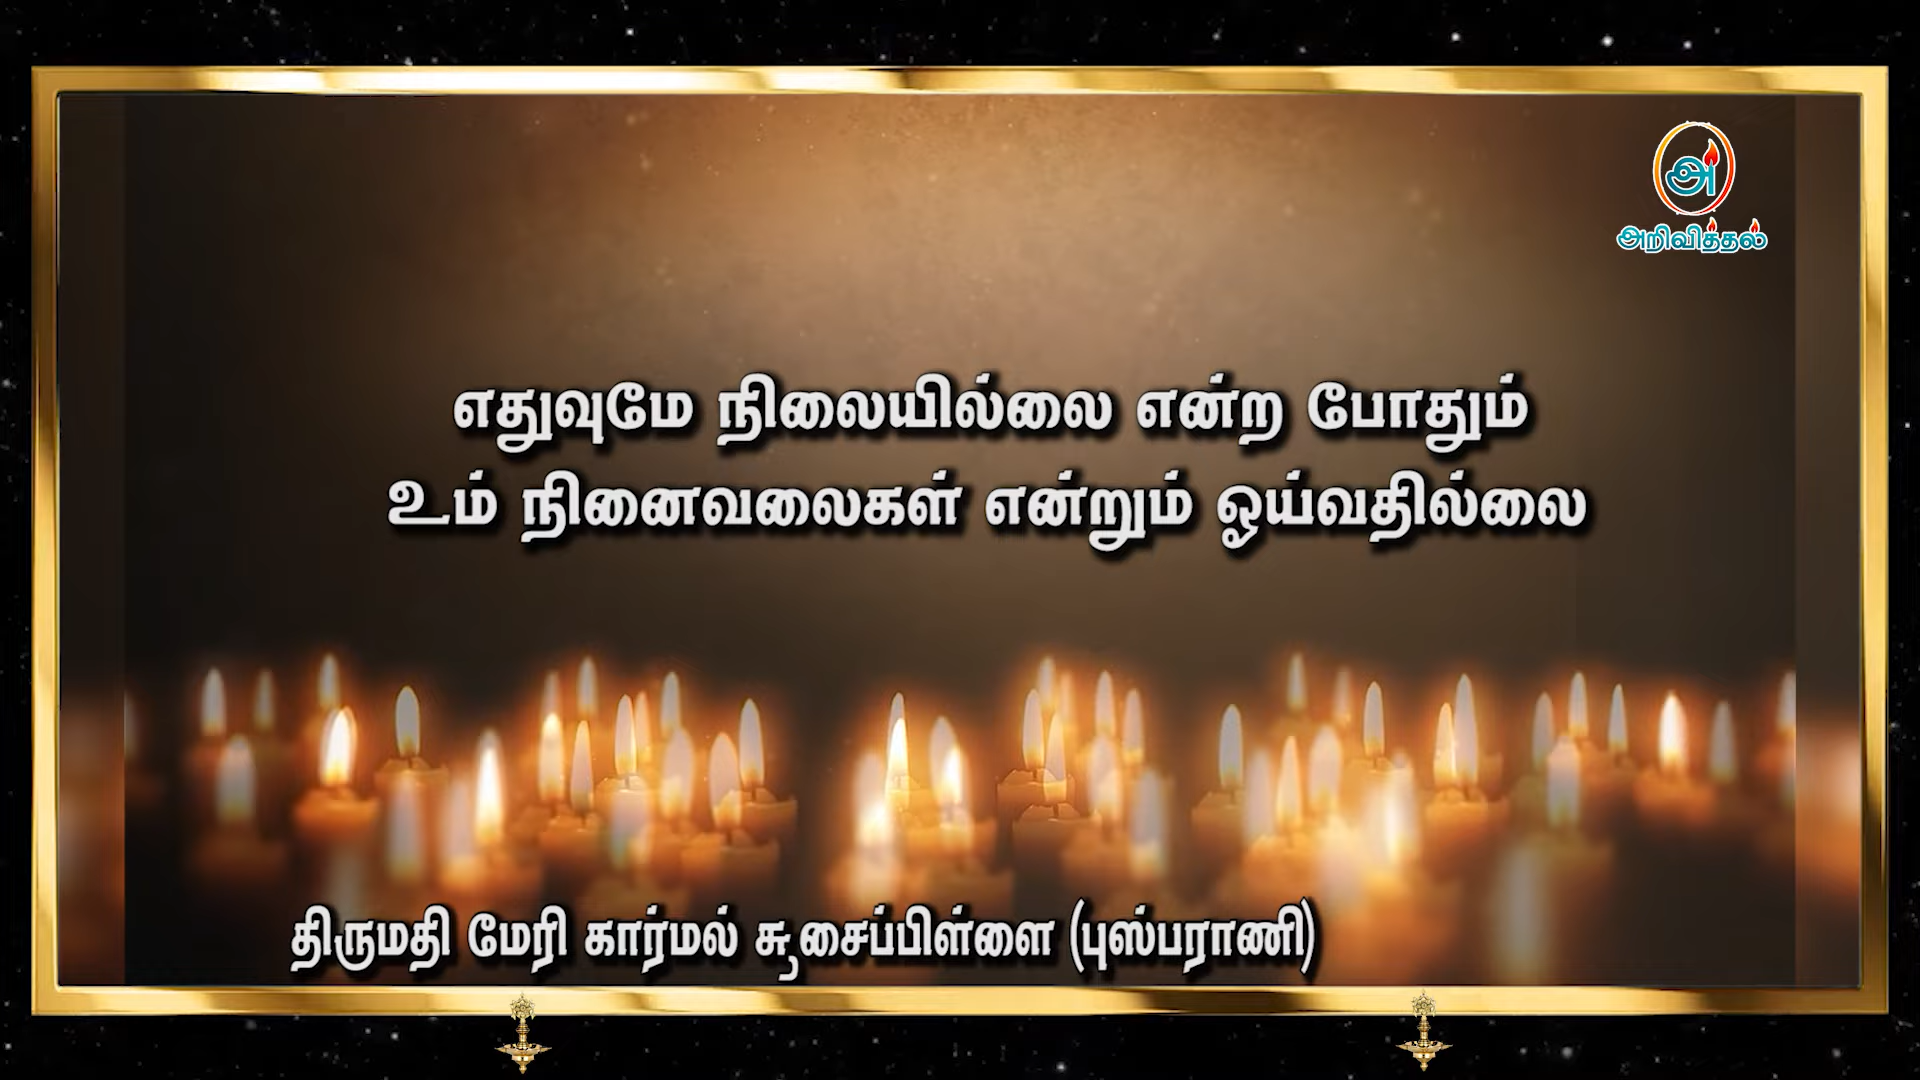 அ
அறிவித்தல்
எதுவுமே நிலையில்லை என்ற போதும்
உம் நினைவலைகள் என்றும் ஓய்வதில்லை
திருமதி மேரி கார்மல் சூசைப்பிள்ளை (புஸ்பராணி)